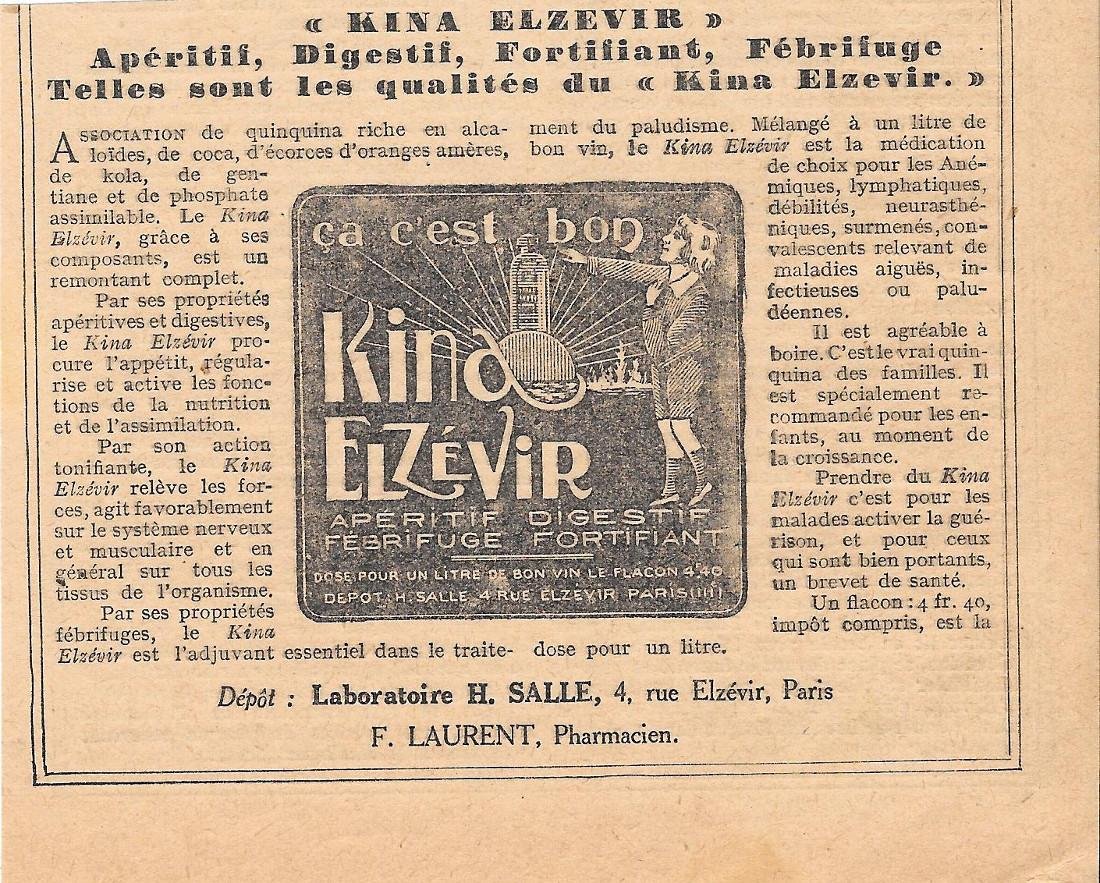 « KINA ELZEVIR »
Apéritif, Digestif, Fortifiant, Fébrifuge
Telles sont les qualités du « Kina Elzevir. »
ASSOCIATION de quinquina riche en alca-
loïdes, de coca, d'écorces d'oranges amères,
de kola, de gen-
tiane et de phosphate
assimilable. Le Kina
Elzévir, grâce à ses
composants, est un
remontant complet.
Par ses propriétés
apéritives et digestives,
le Kina Elzévir pro-
cure l'appétit, régula-
rise et active les fonc-
tions de la nutrition
et de l'assimilation.
Par son action
tonifiante, le Kina
Elzévir relève les for-
ces, agit favorablement
sur le système nerveux
et musculaire et en
général sur tous les
tissus de l'organisme.
Par ses propriétés
fébrifuges, le Kina
Elzévir est l'adjuvant essentiel dans le traite-
ment du paludisme. Mélangé à un litre de
bon vin, le Kina Elzévir est la médication
de choix pour les Ané-
miques, lymphatiques,
débilités, neurasthé-
niques, surmenés, con-
valescents relevant de
maladies aiguës, in-
fectieuses ou palu-
déennes.
Il est agréable à
boire. C'est le vrai quin-
quina des familles. Il
est spécialement re-
commandé pour les en-
fants, au moment de
la croissance.
Prendre du Kina
Elzévir c'est pour les
malades activer la gué-
rison, et pour ceux
qui sont bien portants,
un brevet de santé.
Un flacon : 4 fr. 40,
impôt compris, est la
dose pour un litre.
ça c'est bon
Kina
ELZÉVIR
APERITIF DIGESTIF
FÉBRIFUGE FORTIFIANT
DOSE POUR UN LITRE DE BON VIN LE FLACON 4.40
DEPOT: H. SALLE 4 RUE ELZEVIR PARIS (III)
Dépôt : Laboratoire H. SALLE, 4, rue Elzévir, Paris
F. LAURENT, Pharmacien.